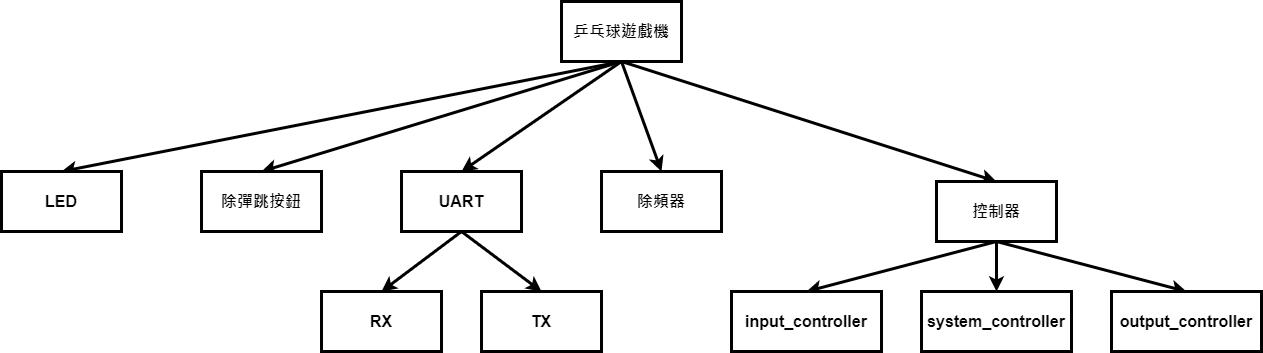 乒乓球遊戲機
LED
除彈跳按鈕
UART
除頻器
控制器
RX
TX
input_controller
system_controller
output_controller